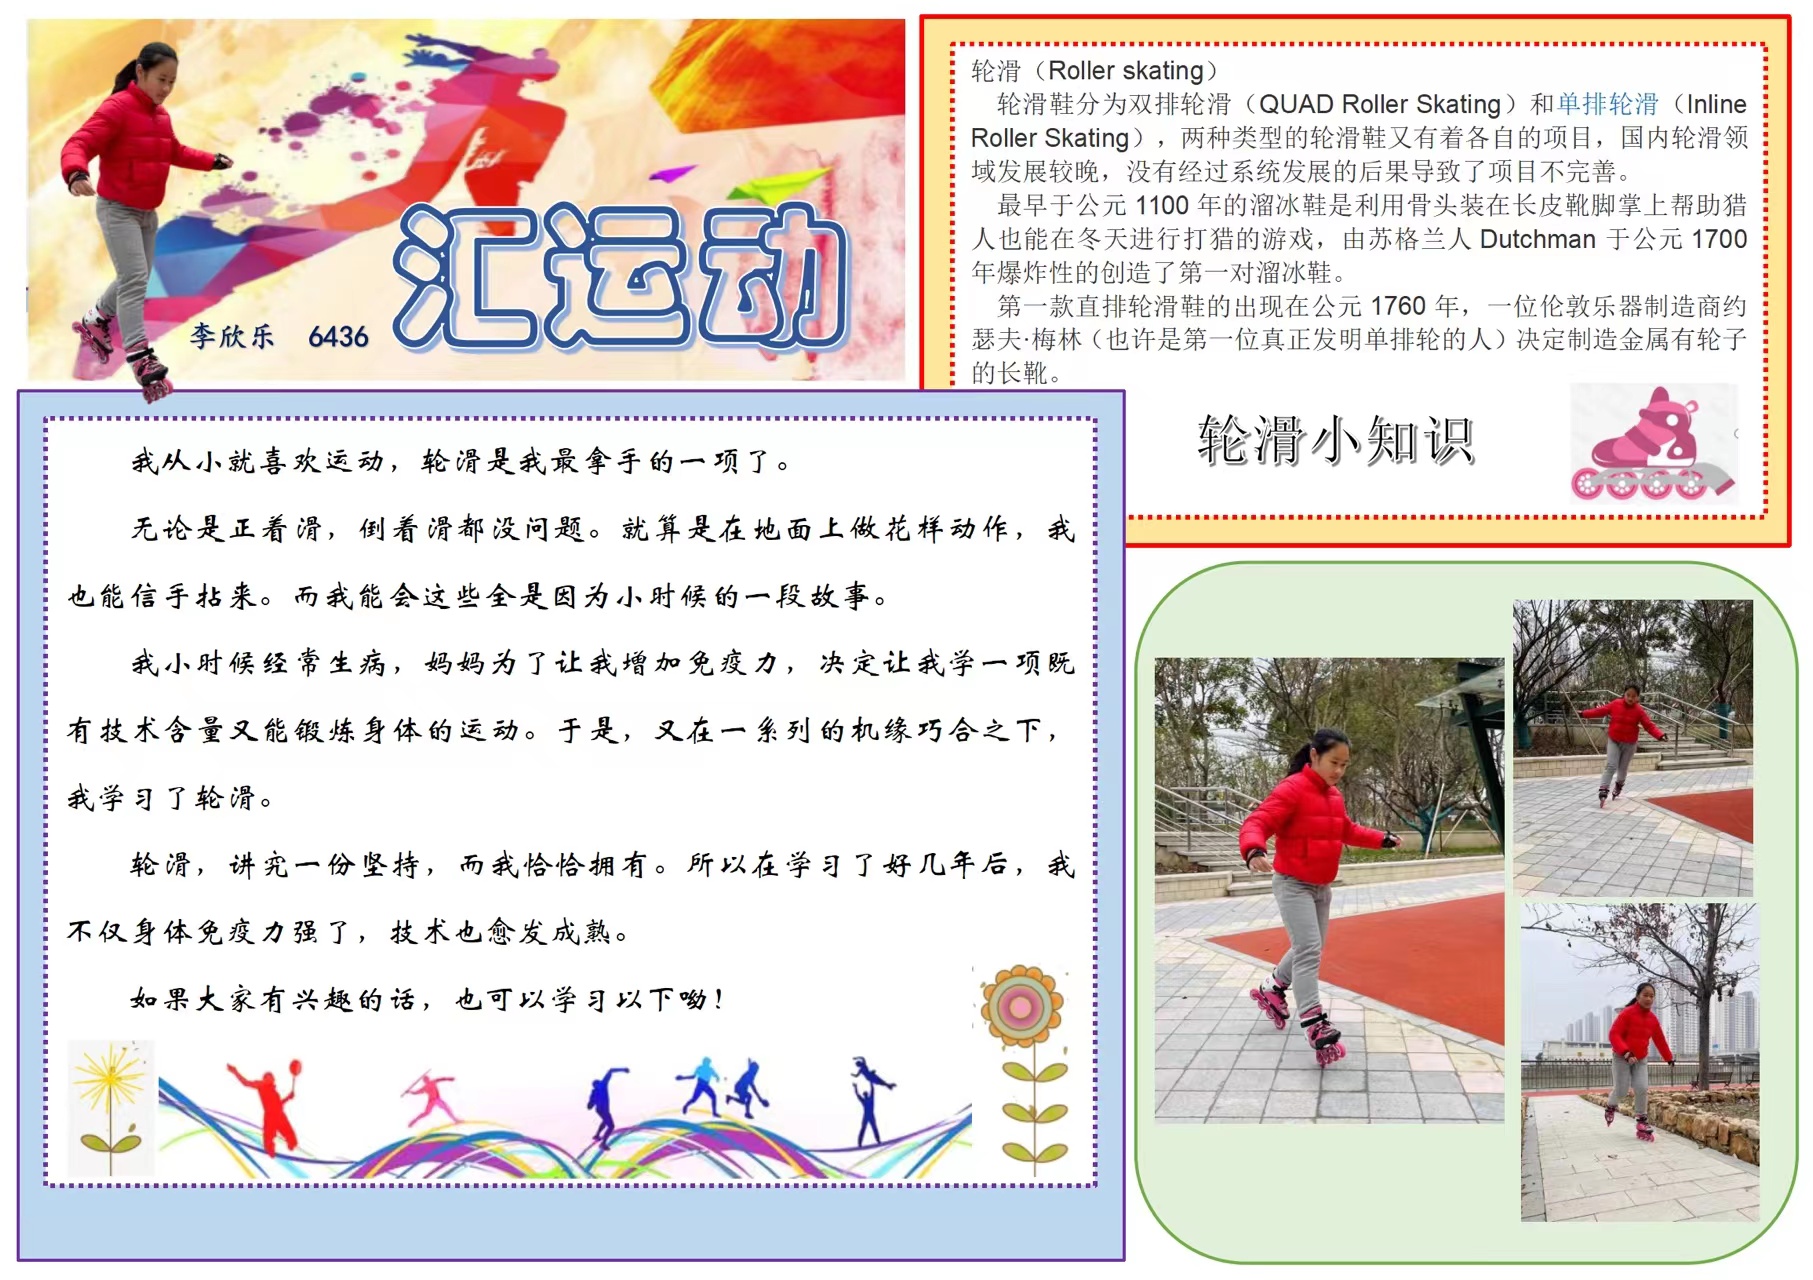 汇运动
李欣乐 6436
轮滑（Roller skating）
轮滑鞋分为双排轮滑（QUAD Roller Skating）和单排轮滑（Inline
Roller Skating），两种类型的轮滑鞋又有着各自的项目，国内轮滑领
域发展较晚，没有经过系统发展的后果导致了项目不完善。
最早于公元 1100 年的溜冰鞋是利用骨头装在长皮靴脚掌上帮助猎
人也能在冬天进行打猎的游戏，由苏格兰人 Dutchman 于公元 1700
年爆炸性的创造了第一对溜冰鞋。
第一款直排轮滑鞋的出现在公元 1760 年，一位伦敦乐器制造商约
瑟夫·梅林（也许是第一位真正发明单排轮的人）决定制造金属有轮子
的长靴。
轮滑小知识
我从小就喜欢运动，轮滑是我最拿手的一项了。
无论是正着滑，倒着滑都没问题。就算是在地面上做花样动作，我
也能信手拈来。而我能会这些全是因为小时候的一段故事。
我小时候经常生病，妈妈为了让我增加免疫力，决定让我学一项既
有技术含量又能锻炼身体的运动。于是，又在一系列的机缘巧合之下，
我学习了轮滑。
轮滑，讲究一份坚持，而我恰恰拥有。所以在学习了好几年后，我
不仅身体免疫力强了，技术也愈发成熟。
如果大家有兴趣的话，也可以学习以下呦！